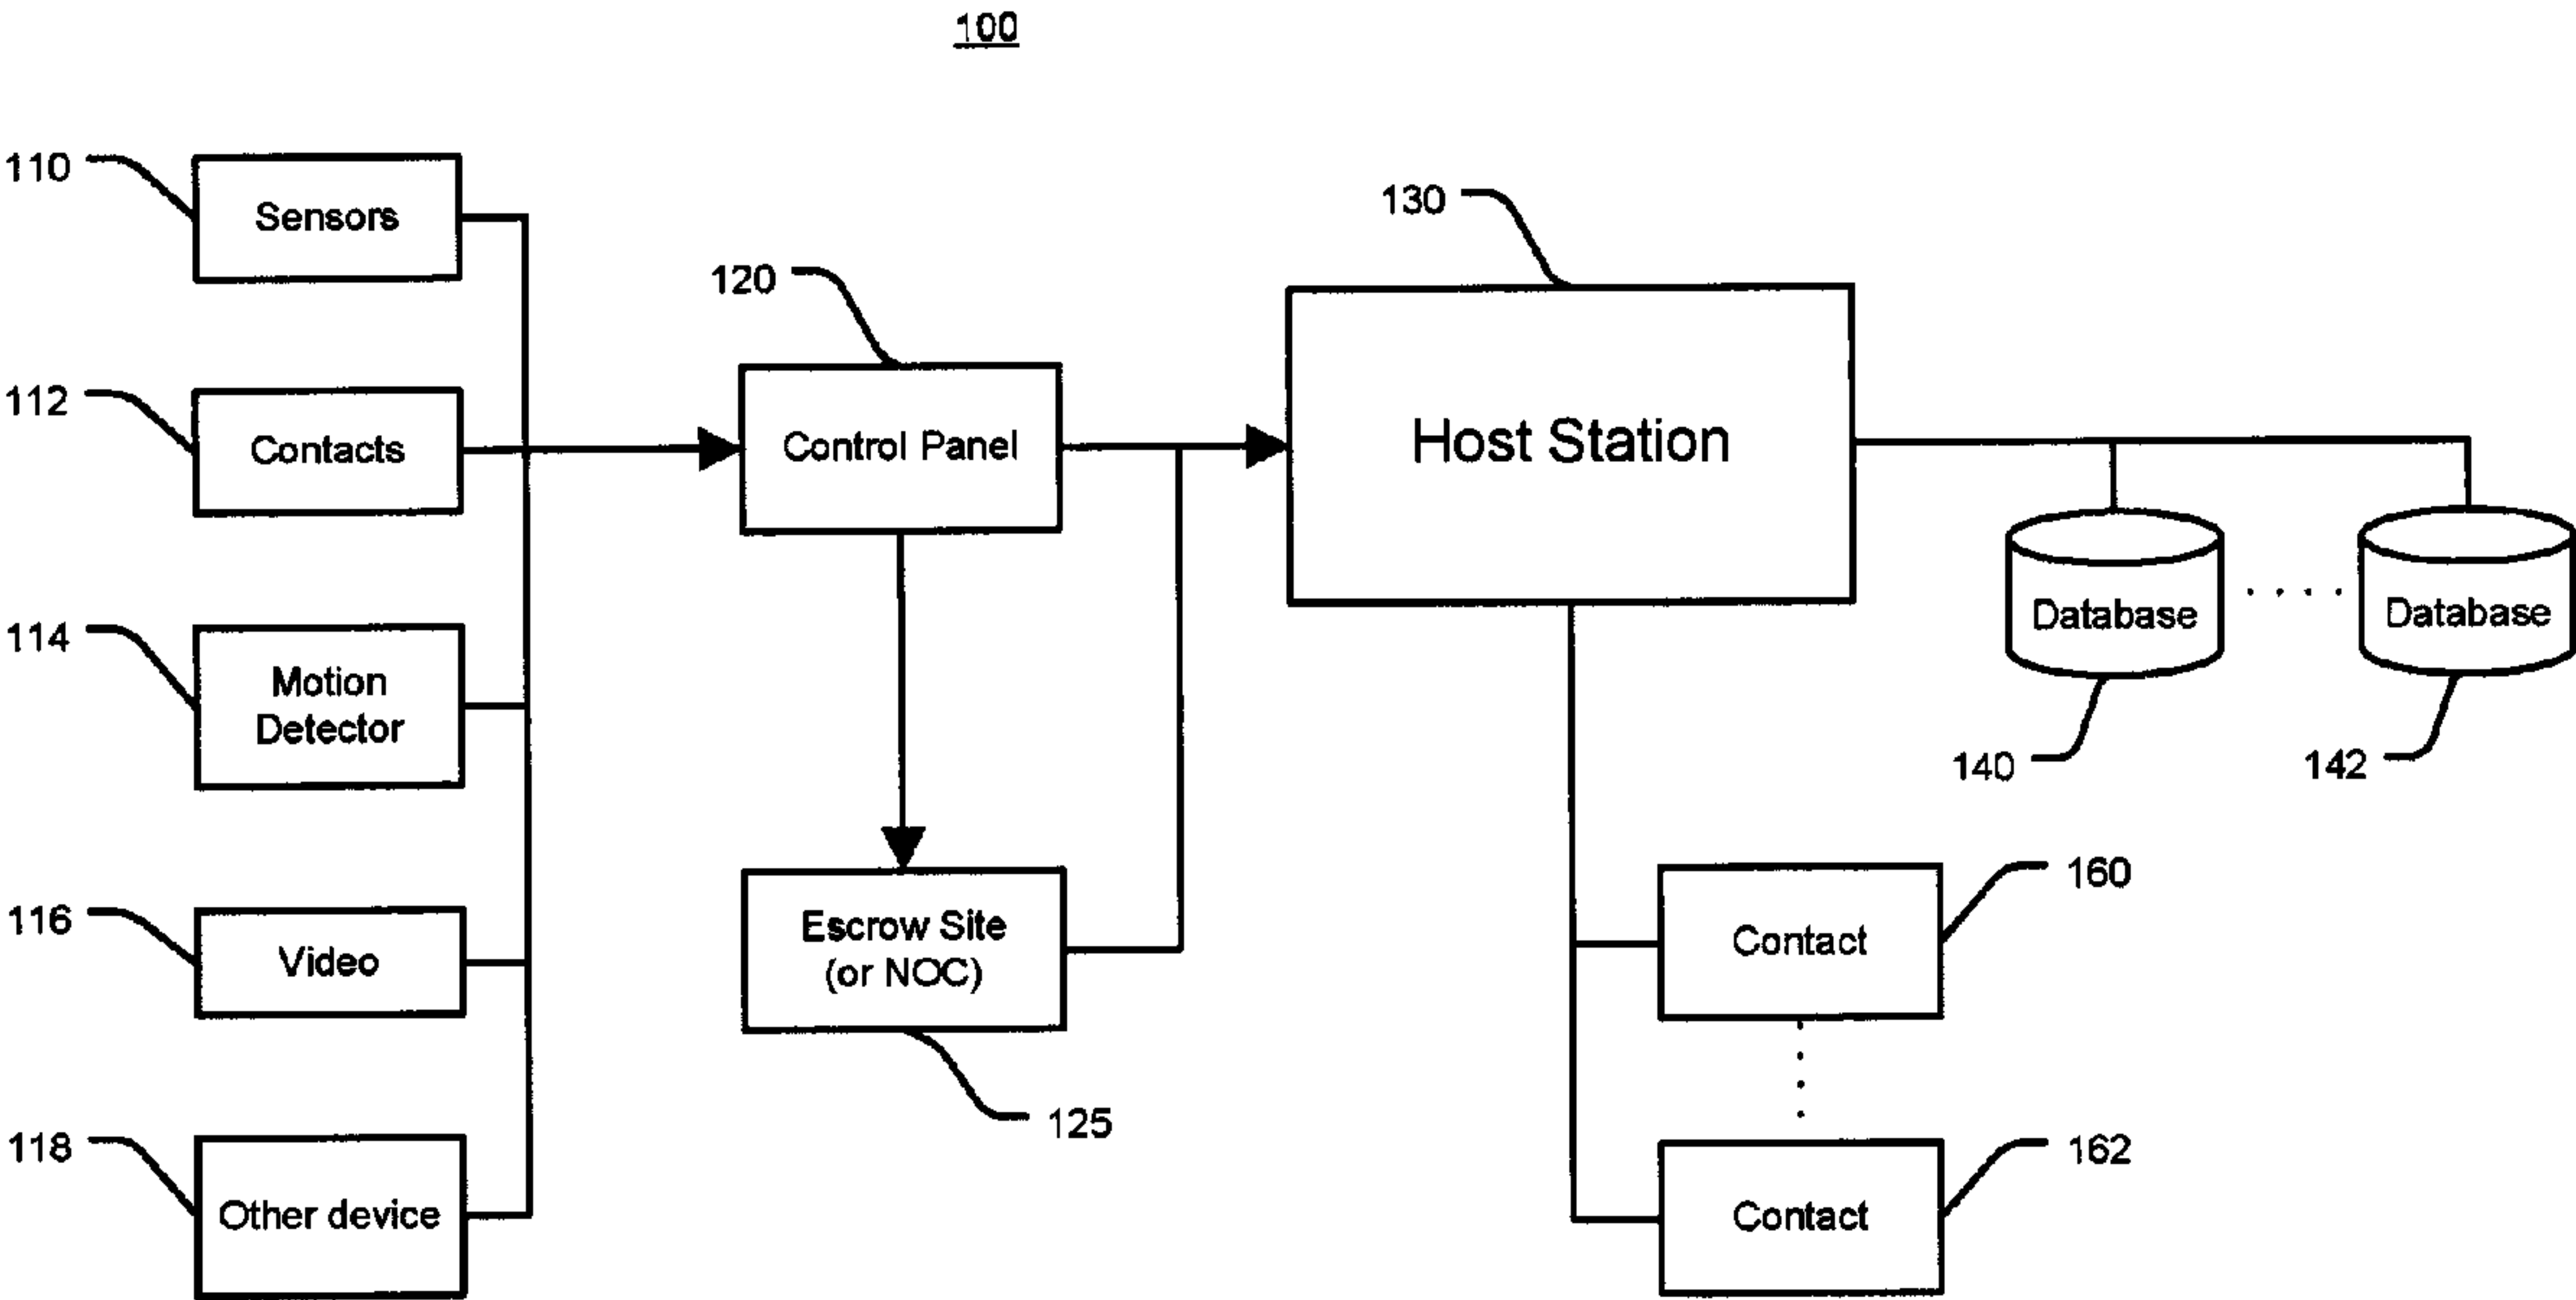 100
110
Sensors
112
Contacts
114
Motion
Detector
116
Video
118
Other device
120
Control Panel
Escrow Site
(or NOC)
125
130
Host Station
Database
140
Database
142
Contact
160
Contact
162